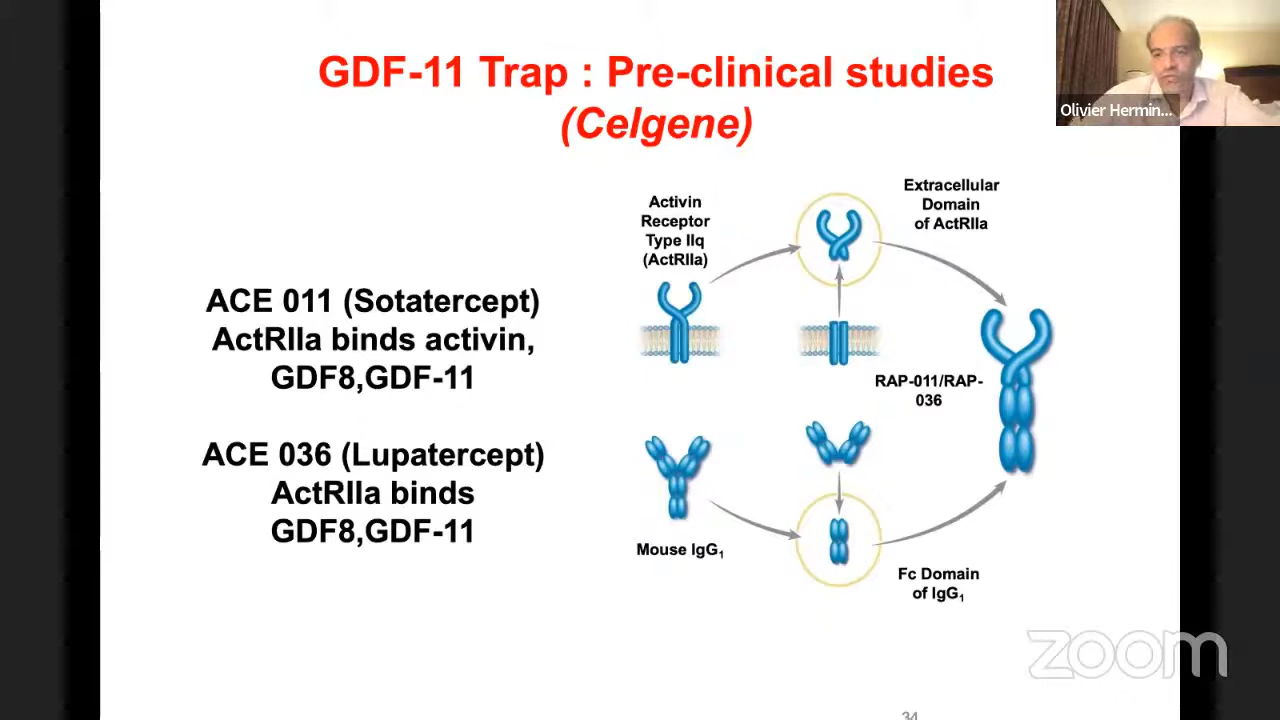 GDF-11 Trap : Pre-clinical studies
(Celgene)
Olivier Hermin...
ACE 011 (Sotatercept)
ActRIIa binds activin,
GDF8,GDF-11
ACE 036 (Lupatercept)
ActRIIa binds
GDF8,GDF-11
Activin
Receptor
Type IIq
(ActRIIa)
Extracellular
Domain
of ActRIIa
RAP-011/RAP-
036
Mouse IgG₁
Fc Domain
of IgG₁
zoom
34